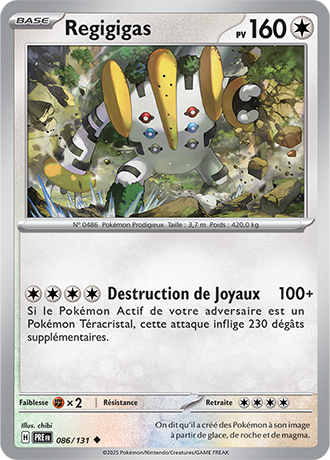 BASE
Regigigas
PV 160
N° 0486 Pokémon Prodigieux Taille : 3,7 m Poids : 420,0 kg
Destruction de Joyaux 100+
Si le Pokémon Actif de votre adversaire est un
Pokémon Téracristal, cette attaque inflige 230 dégâts
supplémentaires.
Faiblesse ×2 Résistance Retraite
Illus. chibi
H PRE FR 086/131
On dit qu'il a créé des Pokémon à son image
à partir de glace, de roche et de magma.
©2025 Pokémon/Nintendo/Creatures/GAME FREAK